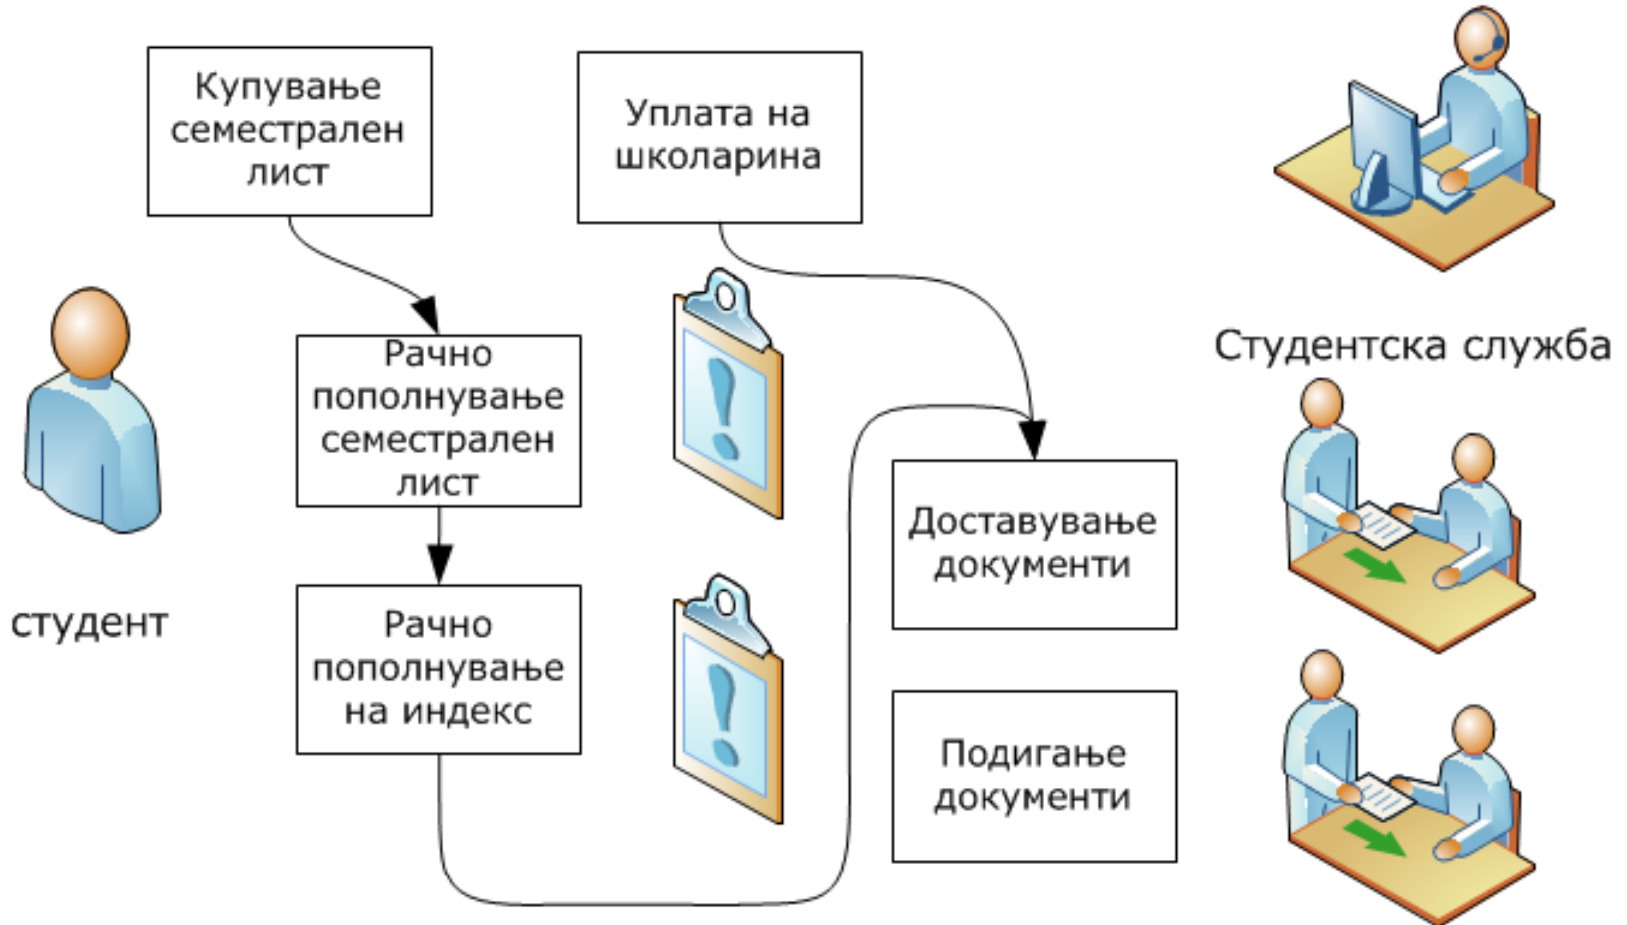 Купување
семестрален
лист
Уплата на
школарина
Рачно
пополнување
семестрален
лист
Студентска служба
Доставување
документи
студент
Рачно
пополнување
на индекс
Подигање
документи